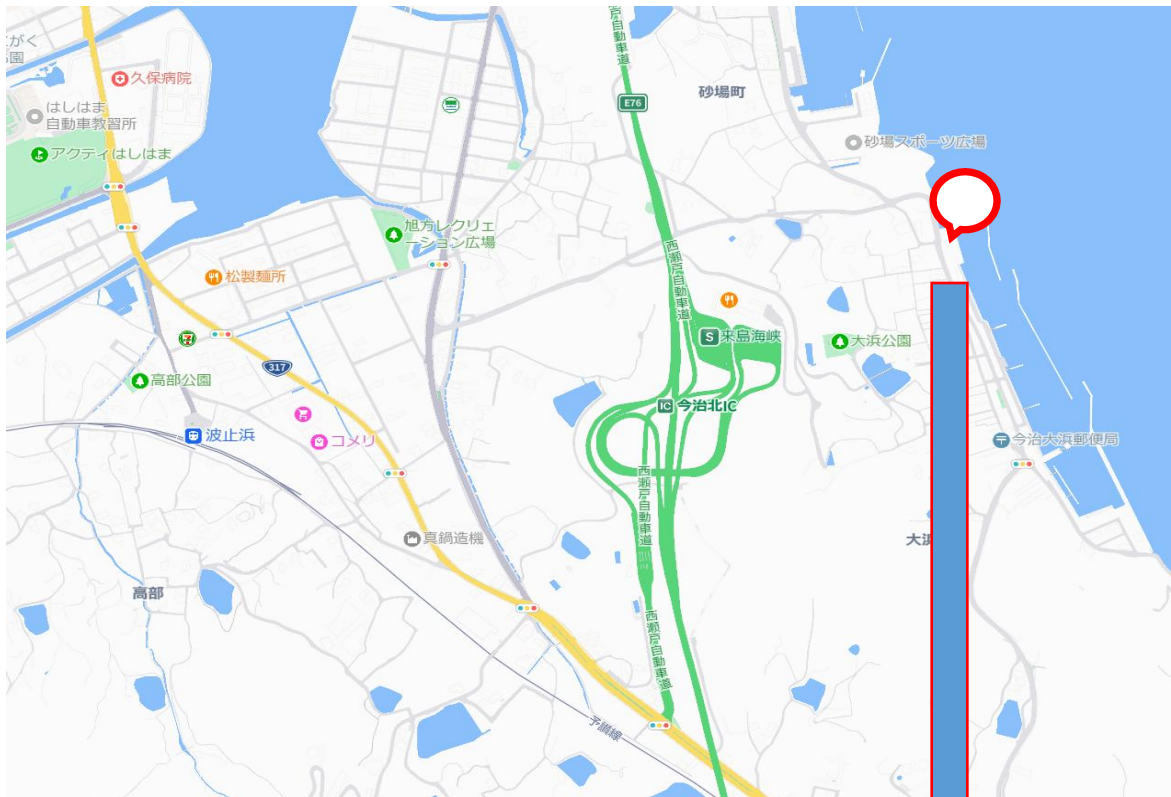 西瀬戸自動車道
がく
園
久保病院
E76
砂場町
はしはま
自動車教習所
砂場スポーツ広場
アクティはしはま
旭方レクリエ
ーション広場
西瀬戸自動車道
松製麺所
S 来島海峡
大浜公園
317
高部公園
IC 今治北IC
コメリ
波止浜
今治大浜郵便局
西瀬戸自動車道
真鍋造機
大浜
高部
西瀬戸自動車道
予讃線